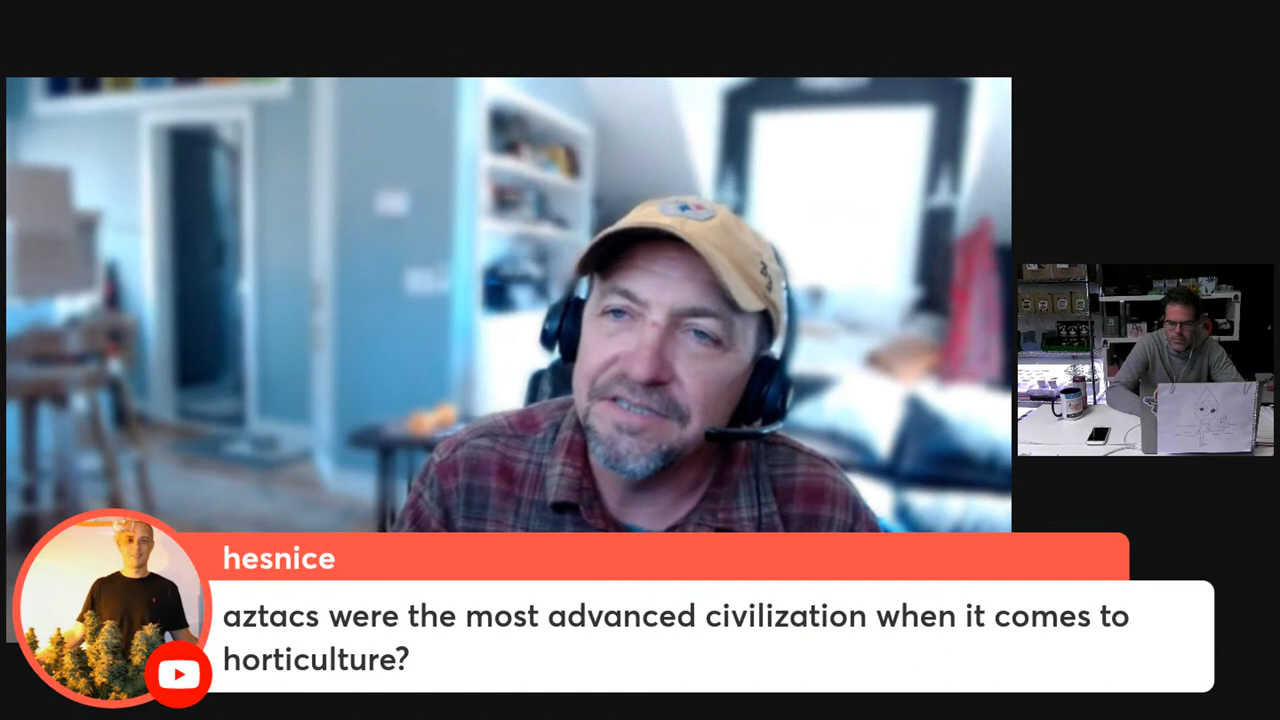 hesnice
aztacs were the most advanced civilization when it comes to
horticulture?